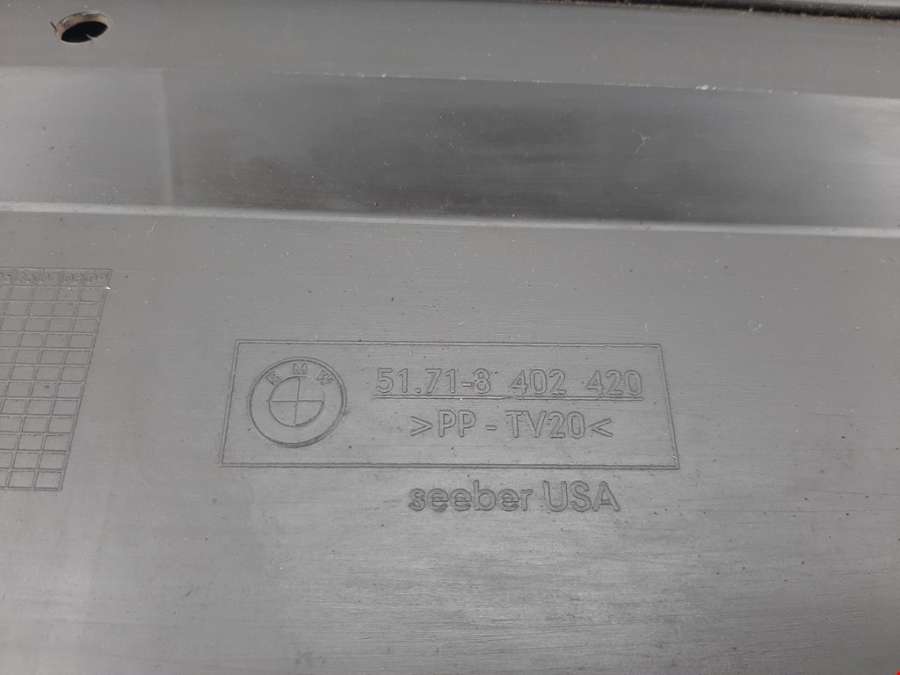 BMW
51.71-8 402 420
>PP - TV20<
seeber USA